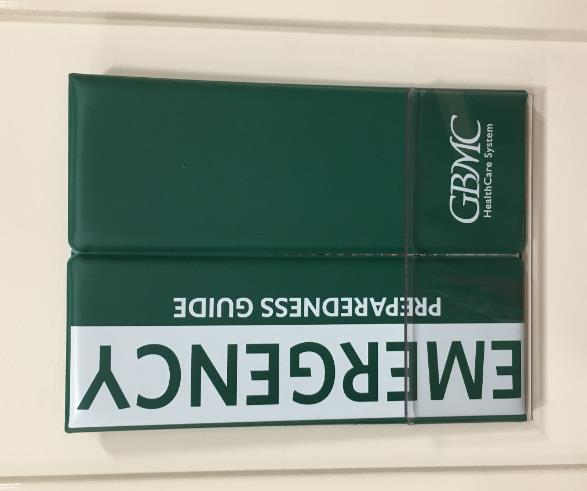 GBMC
HealthCare System
EMERGENCY
PREPAREDNESS GUIDE